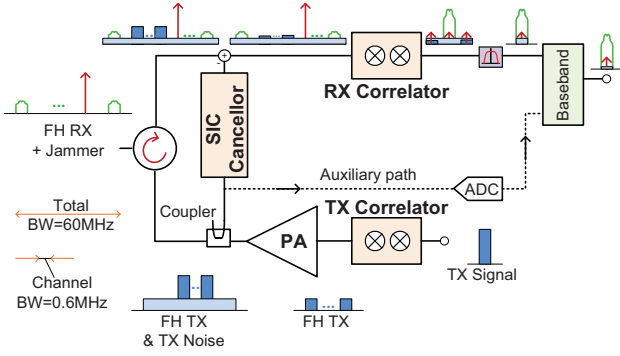 RX Correlator
Baseband
SIC
Cancellor
FH RX
+ Jammer
Auxiliary path
ADC
Total
BW=60MHz
Coupler
TX Correlator
PA
Channel
BW=0.6MHz
TX Signal
FH TX
& TX Noise
FH TX